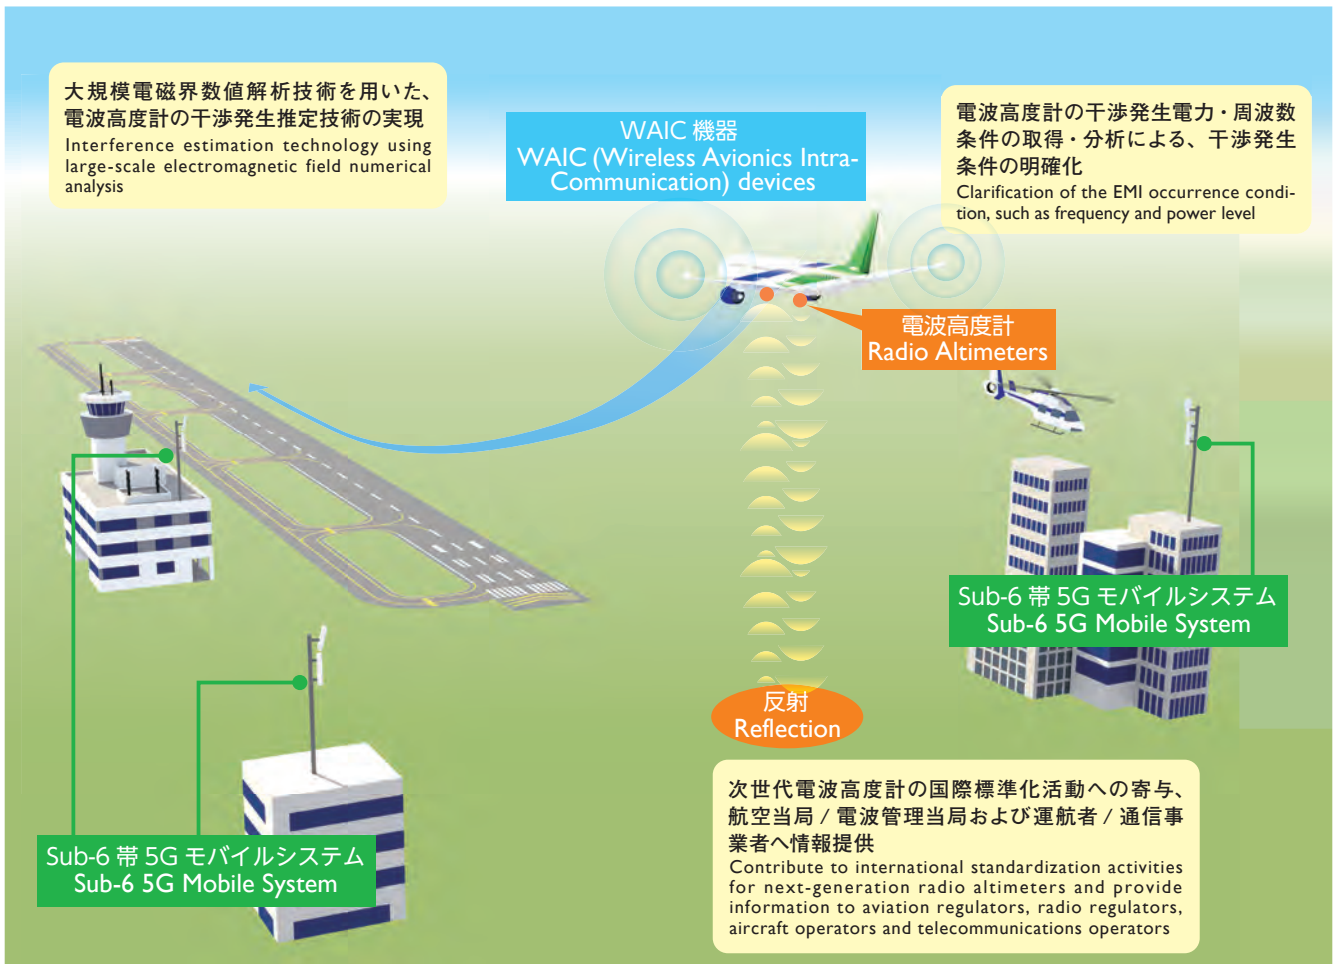 大規模電磁界数値解析技術を用いた、
電波高度計の干渉発生推定技術の実現
Interference estimation technology using
large-scale electromagnetic field numerical
analysis
WAIC 機器
WAIC (Wireless Avionics Intra-
Communication) devices
電波高度計の干渉発生電力・周波数
条件の取得・分析による、干渉発生
条件の明確化
Clarification of the EMI occurrence condi-
tion, such as frequency and power level
電波高度計
Radio Altimeters
Sub-6 帯 5G モバイルシステム
Sub-6 5G Mobile System
反射
Reflection
次世代電波高度計の国際標準化活動への寄与、
航空当局 / 電波管理当局および運航者 / 通信事
業者へ情報提供
Contribute to international standardization activities
for next-generation radio altimeters and provide
information to aviation regulators, radio regulators,
aircraft operators and telecommunications operators
Sub-6 帯 5G モバイルシステム
Sub-6 5G Mobile System